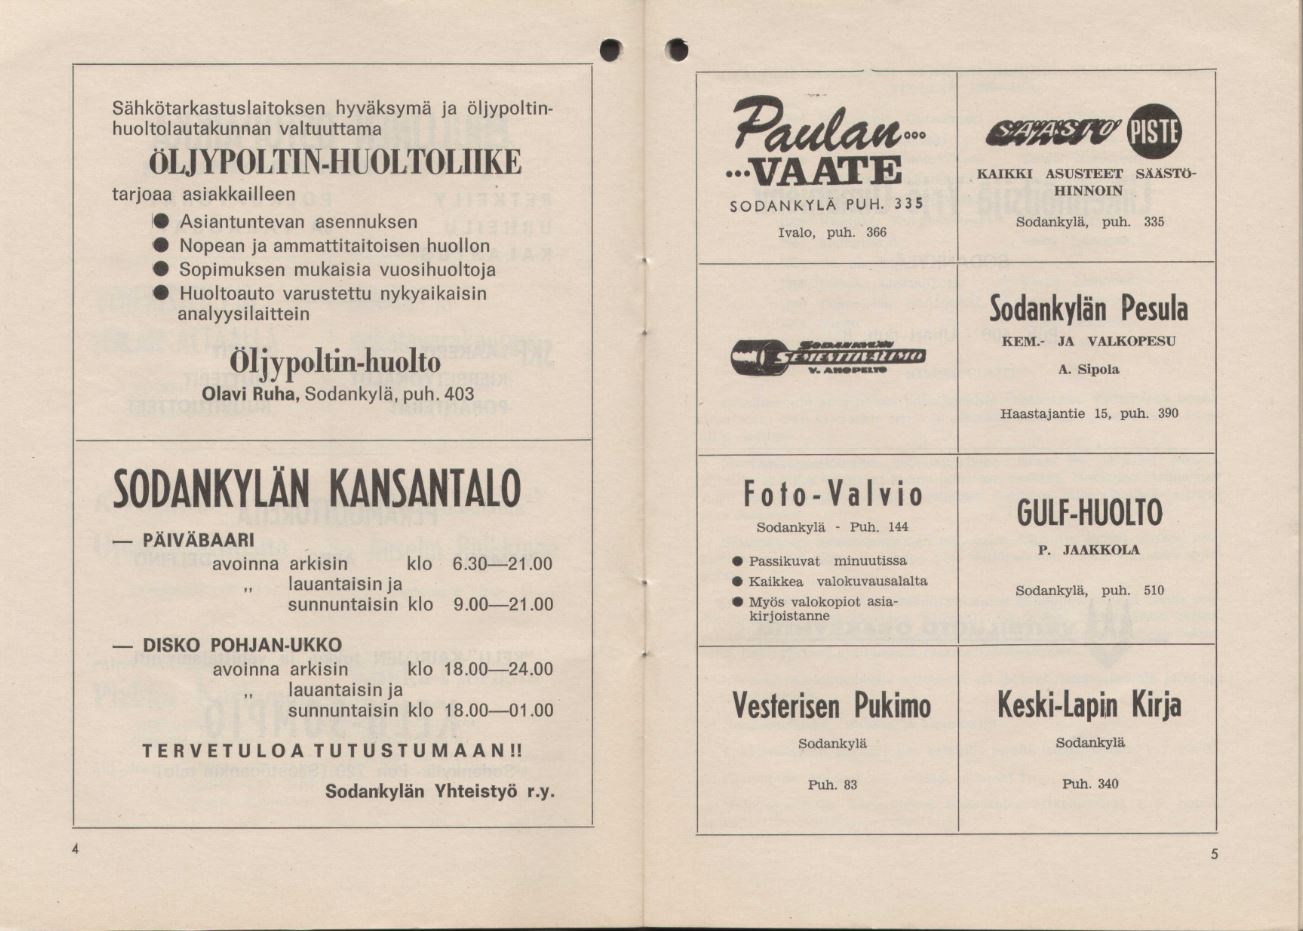 Sähkötarkastuslaitoksen hyväksymä ja öljypoltin-
huoltolautakunnan valtuuttama
ÖLJYPOLTIN-HUOLTOLIIKE
tarjoaa asiakkailleen
● Asiantuntevan asennuksen
● Nopean ja ammattitaitoisen huollon
● Sopimuksen mukaisia vuosihuoltoja
● Huoltoauto varustettu nykyaikaisin
analyysilaittein
Öljypoltin-huolto
Olavi Ruha, Sodankylä, puh. 403
SODANKYLÄN KANSANTALO
— PÄIVÄBAARI
avoinna arkisin klo 6.30—21.00
„ lauantaisin ja
sunnuntaisin klo 9.00—21.00
— DISKO POHJAN-UKKO
avoinna arkisin klo 18.00—24.00
„ lauantaisin ja
sunnuntaisin klo 18.00—01.00
TERVETULOA TUTUSTUMAAN!!
Sodankylän Yhteistyö r.y.
4
Paulan...
...VAATE
SODANKYLÄ PUH. 335
Ivalo, puh. 366
SÄÄSTÖ PISTE
KAIKKI ASUSTEET SÄÄSTÖ-
HINNOIN
Sodankylä, puh. 335
SODANKYLÄN
SEMENTTIVALIMO
V. AHOPELTO
Sodankylän Pesula
KEM.- JA VALKOPESU
A. Sipola
Haastajantie 15, puh. 390
Foto-Valvio
Sodankylä - Puh. 144
● Passikuvat minuutissa
● Kaikkea valokuvausalalta
● Myös valokopiot asia-
kirjoistanne
GULF-HUOLTO
P. JAAKKOLA
Sodankylä, puh. 510
Vesterisen Pukimo
Sodankylä
Puh. 83
Keski-Lapin Kirja
Sodankylä
Puh. 340
5